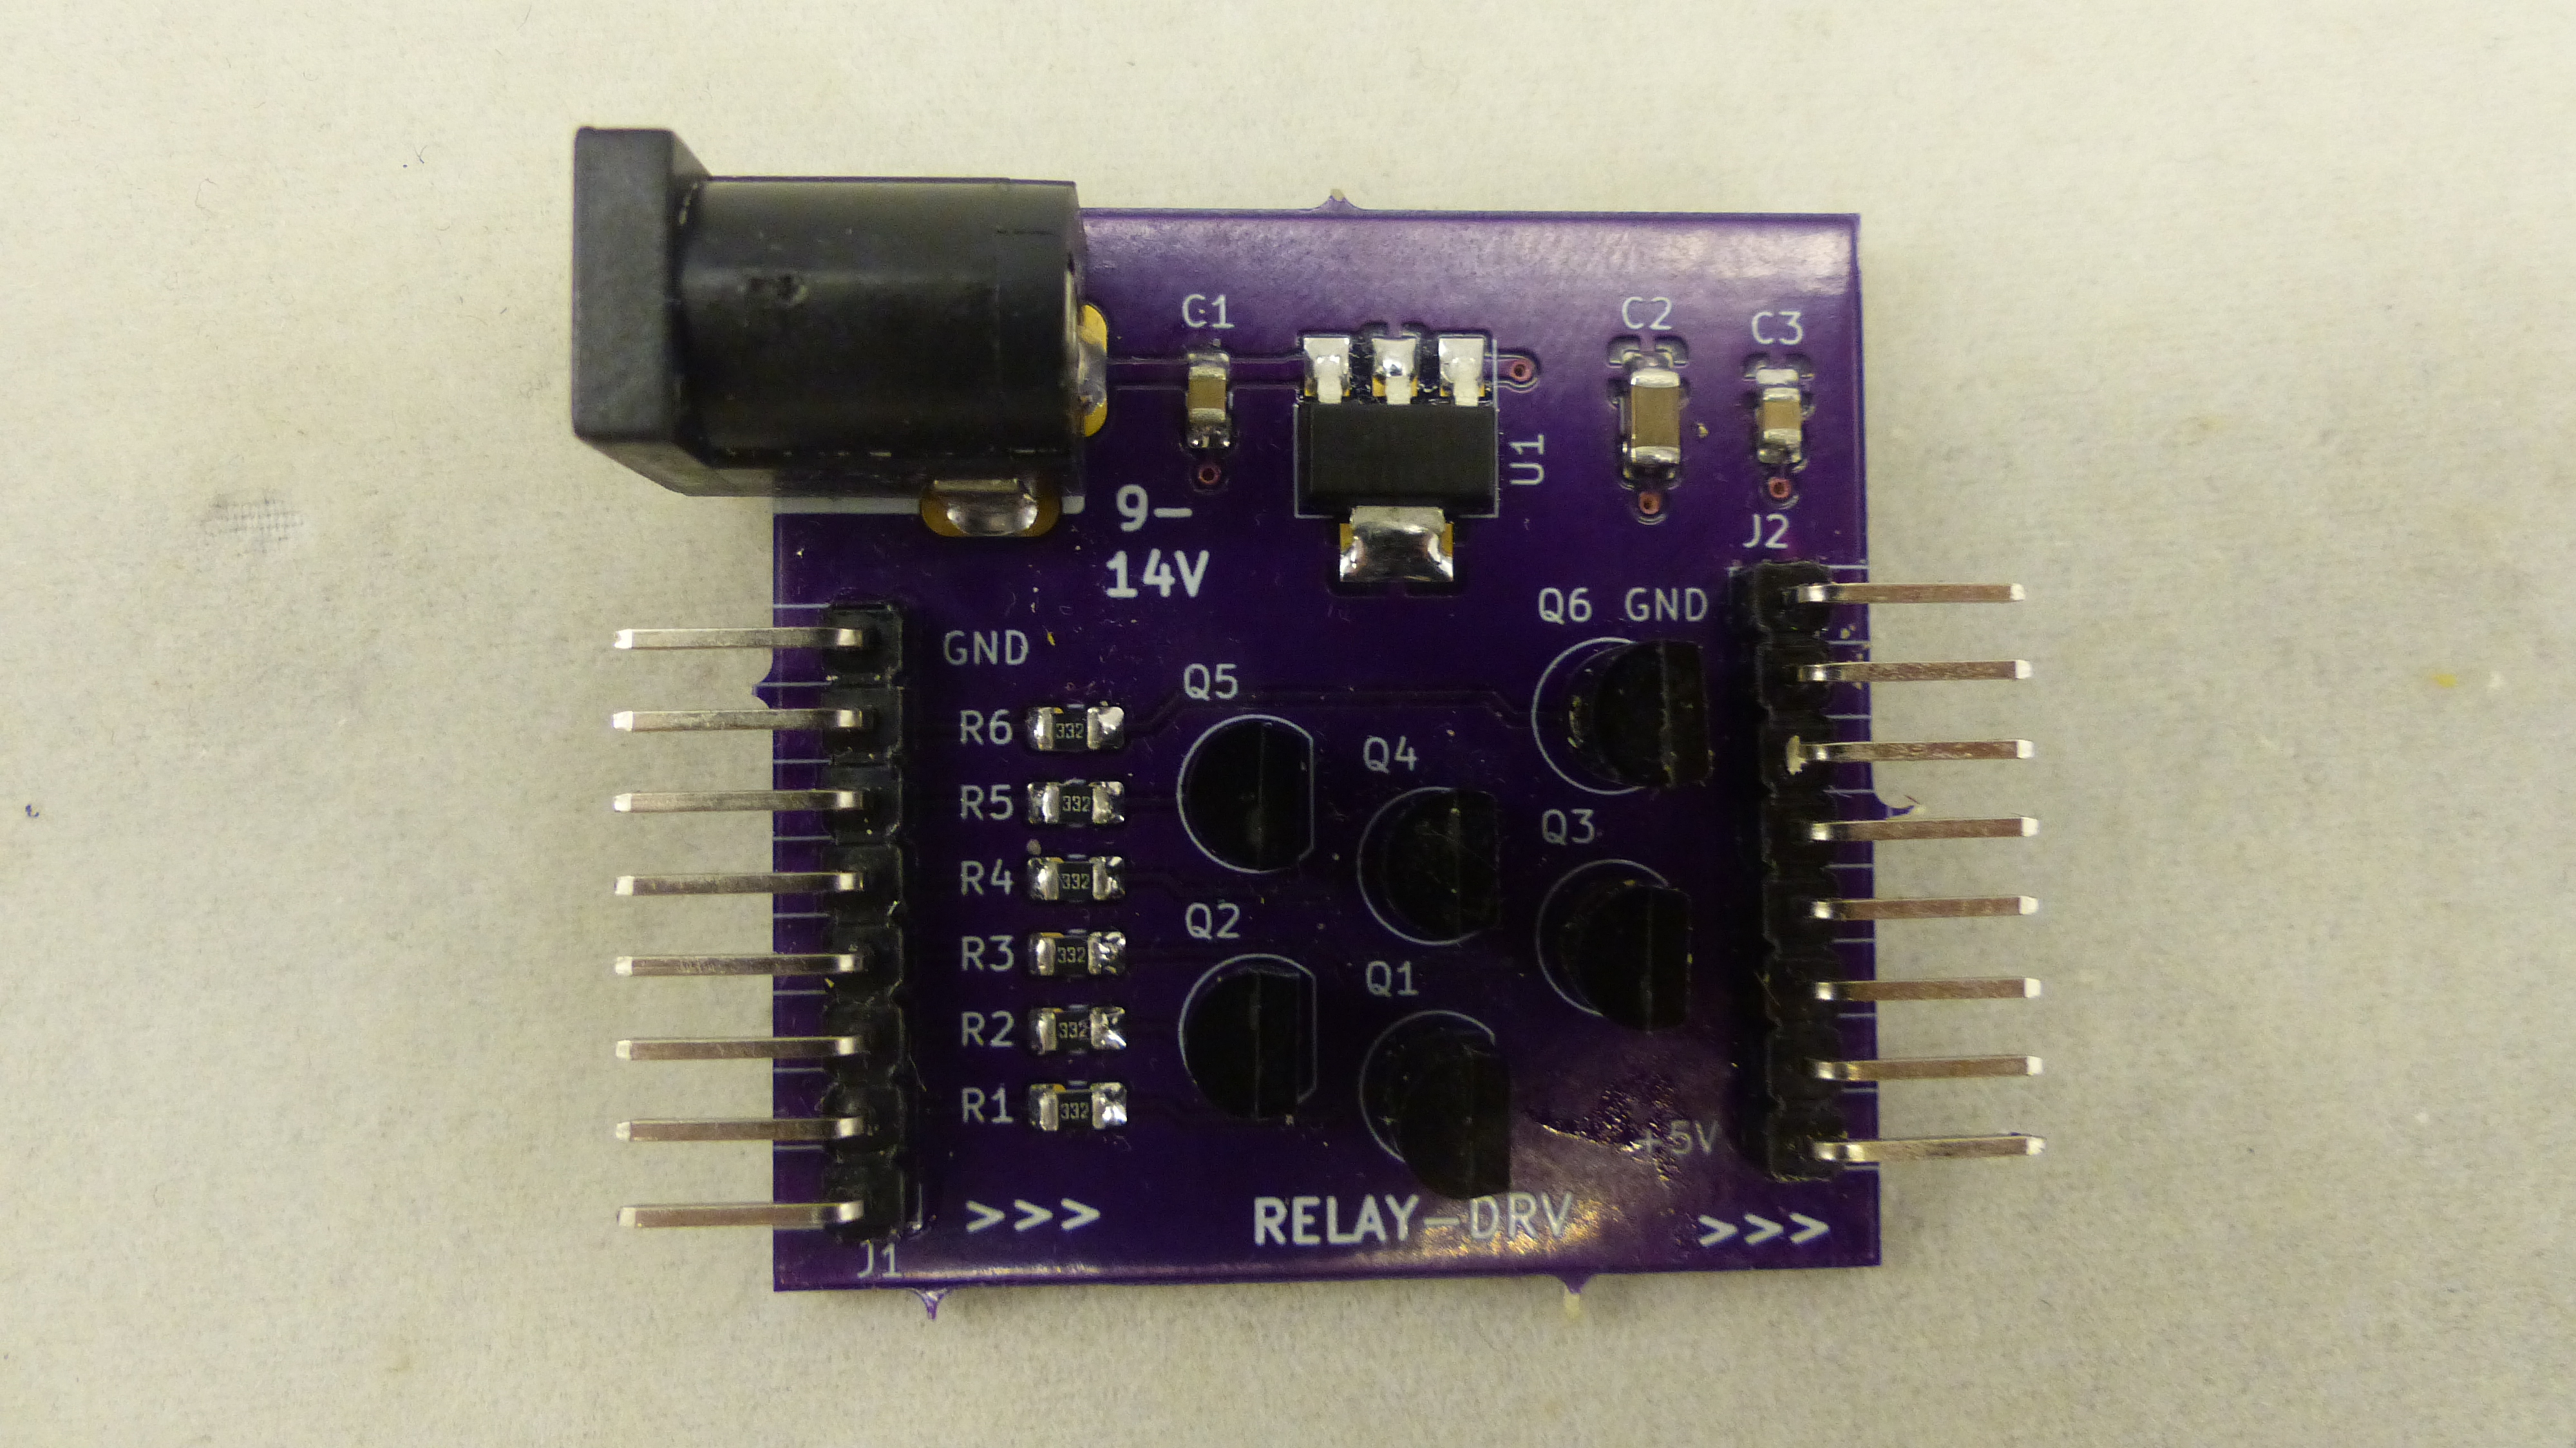 C1
C2
C3
U1
9-
14V
J2
Q6 GND
GND
Q5
R6 332
Q4
R5 332
Q3
R4 332
Q2
R3 332
Q1
R2 332
R1 332
+5V
>>>
RELAY-DRV
>>>
J1